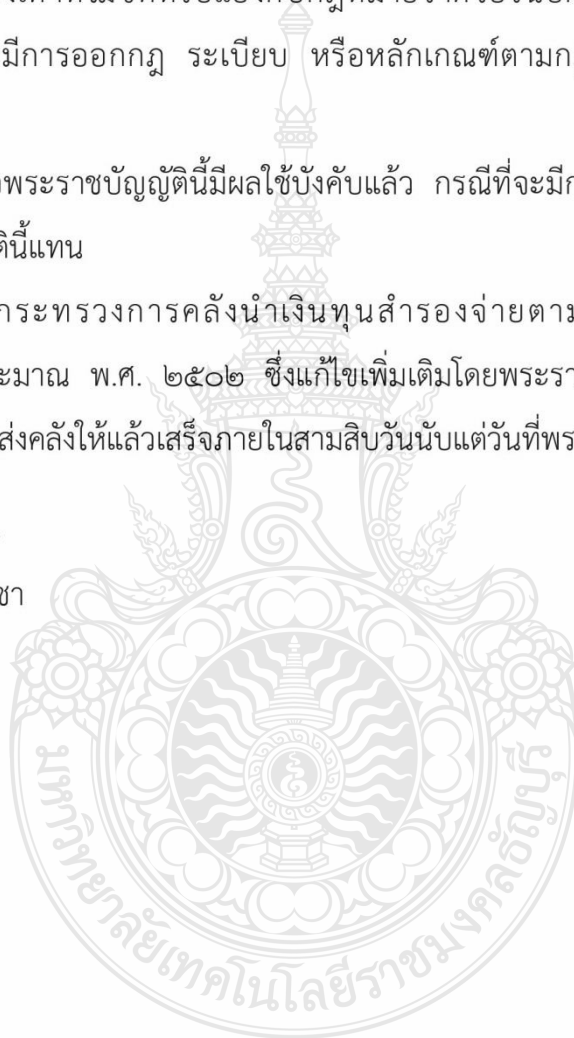 มีการออกกฎ ระเบียบ หรือหลักเกณฑ์ตามก
พระราชบัญญัตินี้มีผลใช้บังคับแล้ว กรณีที่จะมีก
ตินี้แทน
กระทรวงการคลังนำเงินทุนสำรองจ่ายตาม
ะมาณ พ.ศ. ๒๕๐๒ ซึ่งแก้ไขเพิ่มเติมโดยพระรา
ส่งคลังให้แล้วเสร็จภายในสามสิบวันนับแต่วันที่พร
ชา
มหาวิทยาลัยเทคโนโลยีราชมงคลธัญบุรี